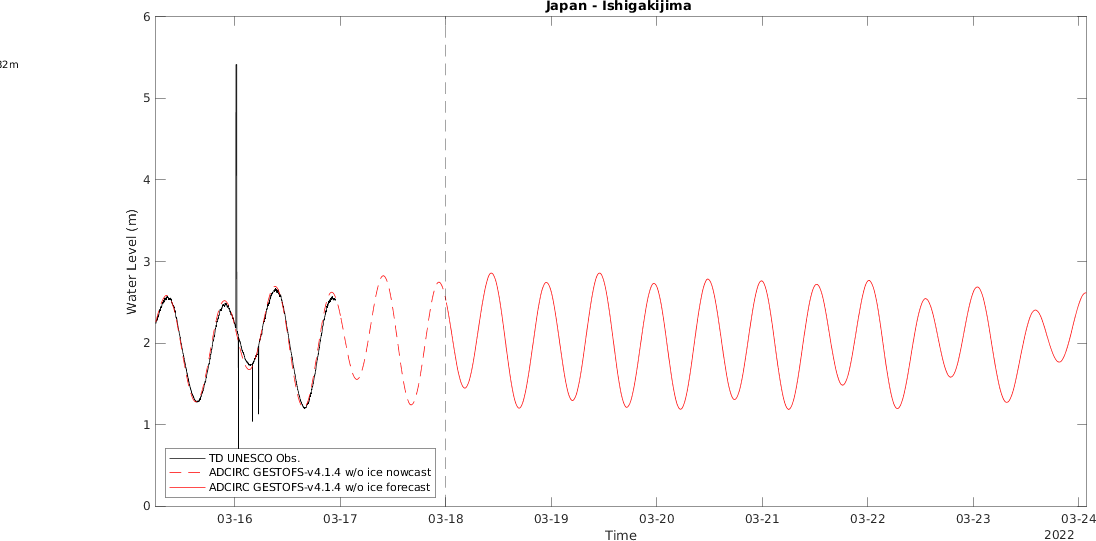 Japan - Ishigakijima
32m
6
5
4
3
2
1
0
Water Level (m)
TD UNESCO Obs.
ADCIRC GESTOFS-v4.1.4 w/o ice nowcast
ADCIRC GESTOFS-v4.1.4 w/o ice forecast
03-16 03-17 03-18 03-19 03-20 03-21 03-22 03-23 03-24
Time
2022